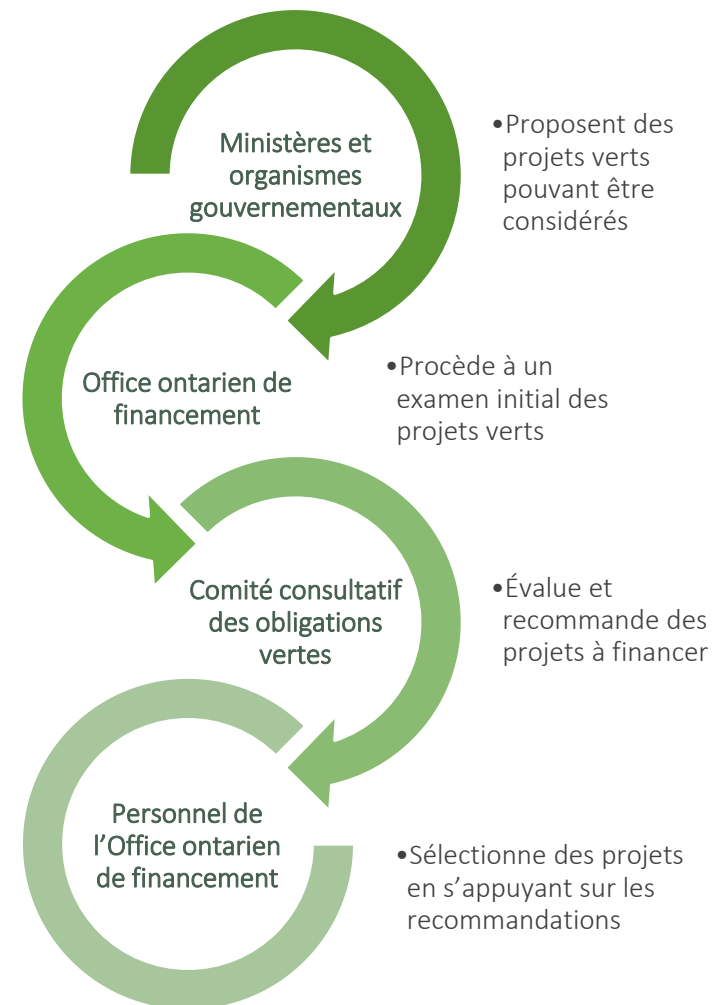 Ministères et
organismes
gouvernementaux
•Proposent des
projets verts
pouvant être
considérés
Office ontarien de
financement
•Procède à un
examen initial des
projets verts
Comité consultatif
des obligations
vertes
•Évalue et
recommande des
projets à financer
Personnel de
l’Office ontarien
de financement
•Sélectionne des projets
en s’appuyant sur les
recommandations